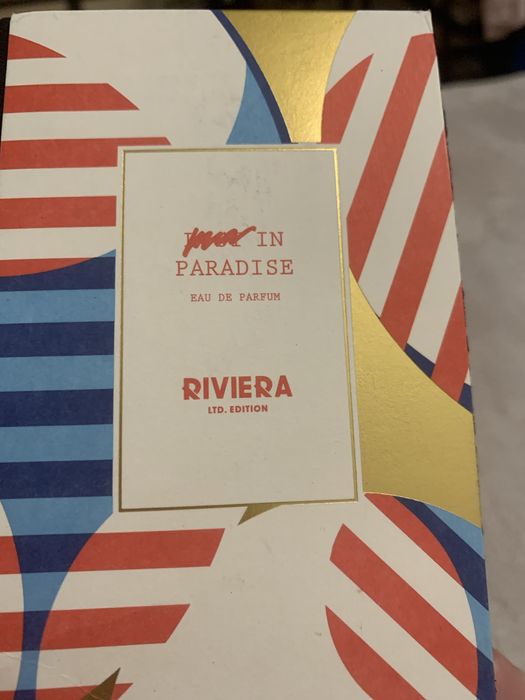 IN
PARADISE
EAU DE PARFUM
RIVIERA
LTD. EDITION